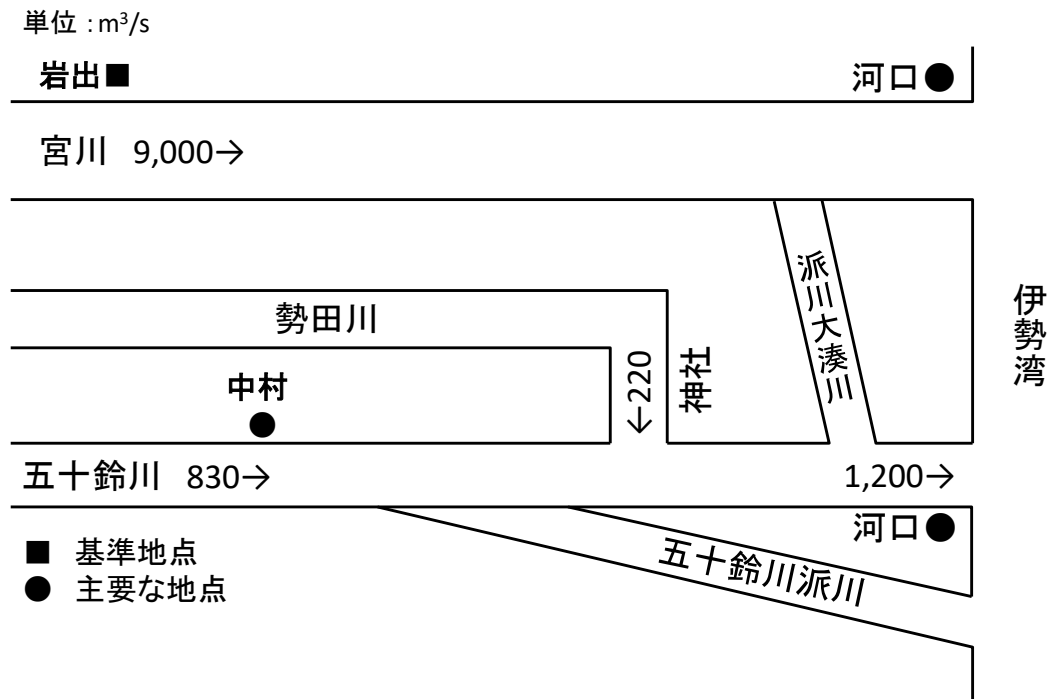 単位：m³/s
岩出■
河口●
宮川 9,000→
派川大湊川
伊勢湾
勢田川
←220
神社
中村
●
五十鈴川 830→
1,200→
河口●
五十鈴川派川
■ 基準地点
● 主要な地点